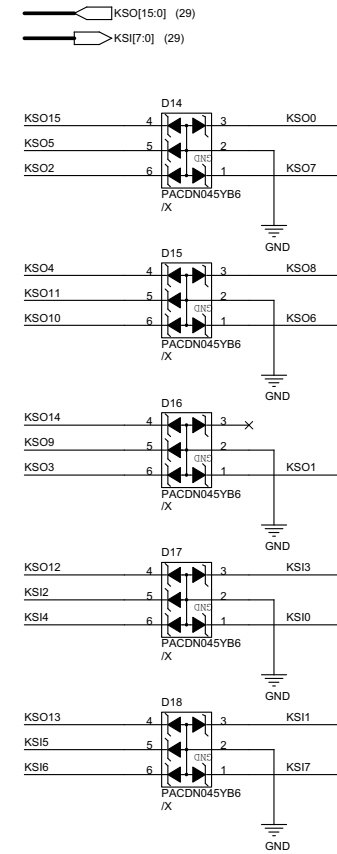 KSO[15:0] (29)
KSI[7:0] (29)
D14
KSO15 4 3 KSO0
KSO5 5 2
GND
KSO2 6 1 KSO7
PACDN045YB6
/X
GND
D15
KSO4 4 3 KSO8
KSO11 5 2
GND
KSO10 6 1 KSO6
PACDN045YB6
/X
GND
D16
KSO14 4 3
KSO9 5 2
GND
KSO3 6 1 KSO1
PACDN045YB6
/X
GND
D17
KSO12 4 3 KSI3
KSI2 5 2
GND
KSI4 6 1 KSI0
PACDN045YB6
/X
GND
D18
KSO13 4 3 KSI1
KSI5 5 2
GND
KSI6 6 1 KSI7
PACDN045YB6
/X
GND